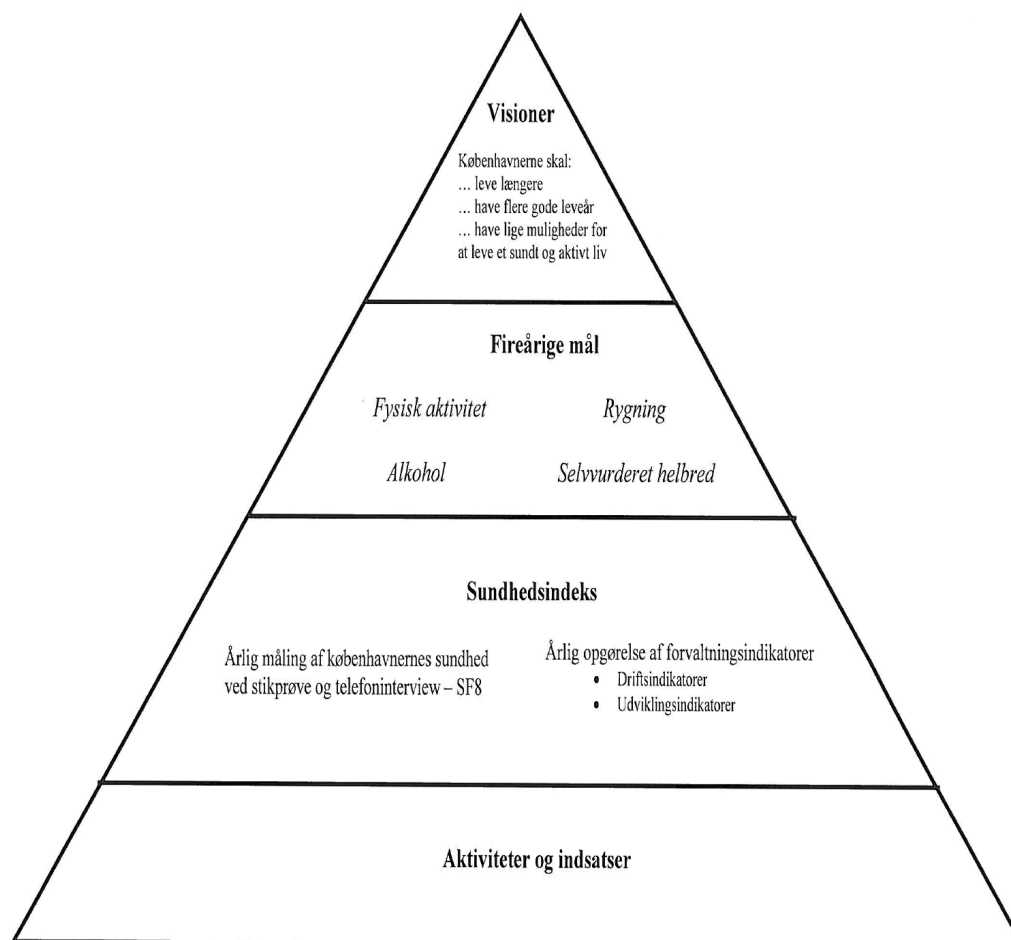 Visioner
Københavnerne skal:
… leve længere
… have flere gode leveår
… have lige muligheder for
at leve et sundt og aktivt liv
Fireårige mål
Fysisk aktivitet
Rygning
Alkohol
Selvvurderet helbred
Sundhedsindeks
Årlig måling af københavnernes sundhed
ved stikprøve og telefoninterview – SF8
Årlig opgørelse af forvaltningsindikatorer
• Driftsindikatorer
• Udviklingsindikatorer
Aktiviteter og indsatser